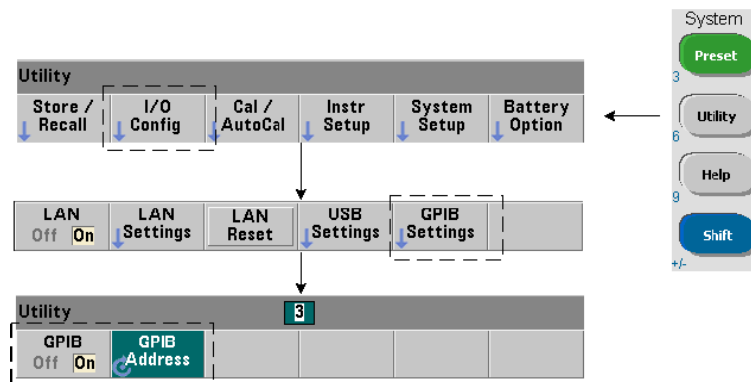 System
Preset
3
Utility
Utility
6
Store / Recall
I/O Config
Cal / AutoCal
Instr Setup
System Setup
Battery Option
Help
9
LAN Off On
LAN Settings
LAN Reset
USB Settings
GPIB Settings
Shift
+/-
Utility
3
GPIB Off On
GPIB Address